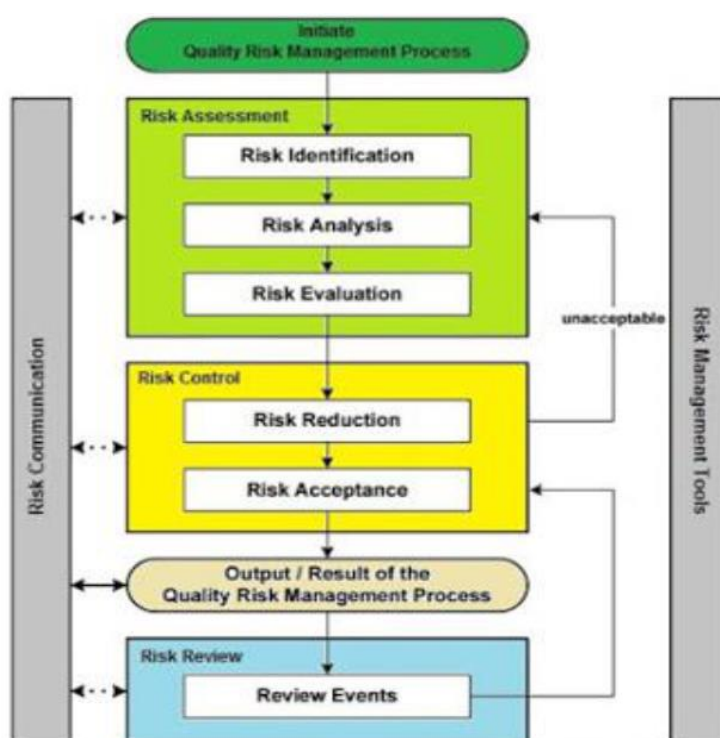 Initiate
Quality Risk Management Process
Risk Assessment
Risk Identification
Risk Analysis
Risk Evaluation
unacceptable
Risk Control
Risk Reduction
Risk Acceptance
Output / Result of the
Quality Risk Management Process
Risk Review
Review Events
Risk Communication
Risk Management Tools